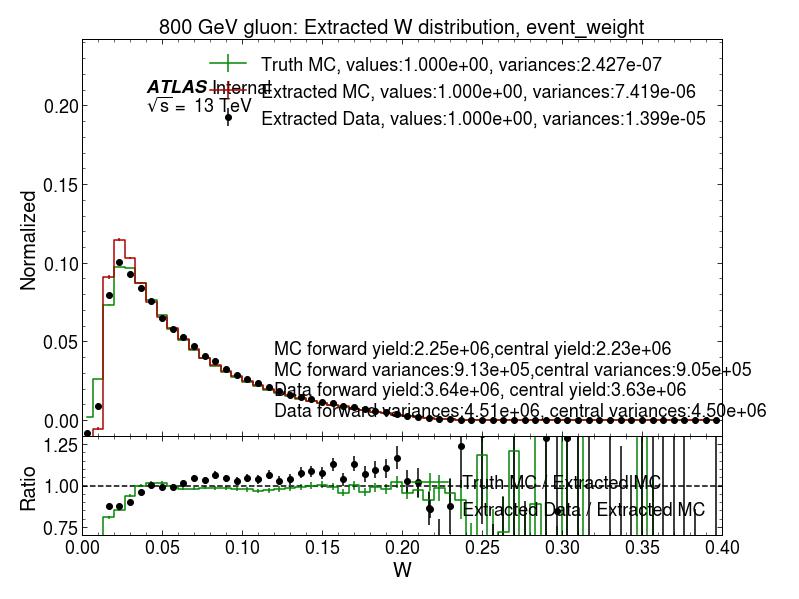 800 GeV gluon: Extracted W distribution, event_weight
Truth MC, values:1.000e+00, variances:2.427e-07
ATLAS Internal
Extracted MC, values:1.000e+00, variances:7.419e-06
√s = 13 TeV
Extracted Data, values:1.000e+00, variances:1.399e-05
0.20
0.15
0.10
0.05
0.00
Normalized
MC forward yield:2.25e+06,central yield:2.23e+06
MC forward variances:9.13e+05,central variances:9.05e+05
Data forward yield:3.64e+06, central yield:3.63e+06
Data forward variances:4.51e+06, central variances:4.50e+06
1.25
1.00
0.75
Ratio
Truth MC / Extracted MC
Extracted Data / Extracted MC
0.00 0.05 0.10 0.15 0.20 0.25 0.30 0.35 0.40
W